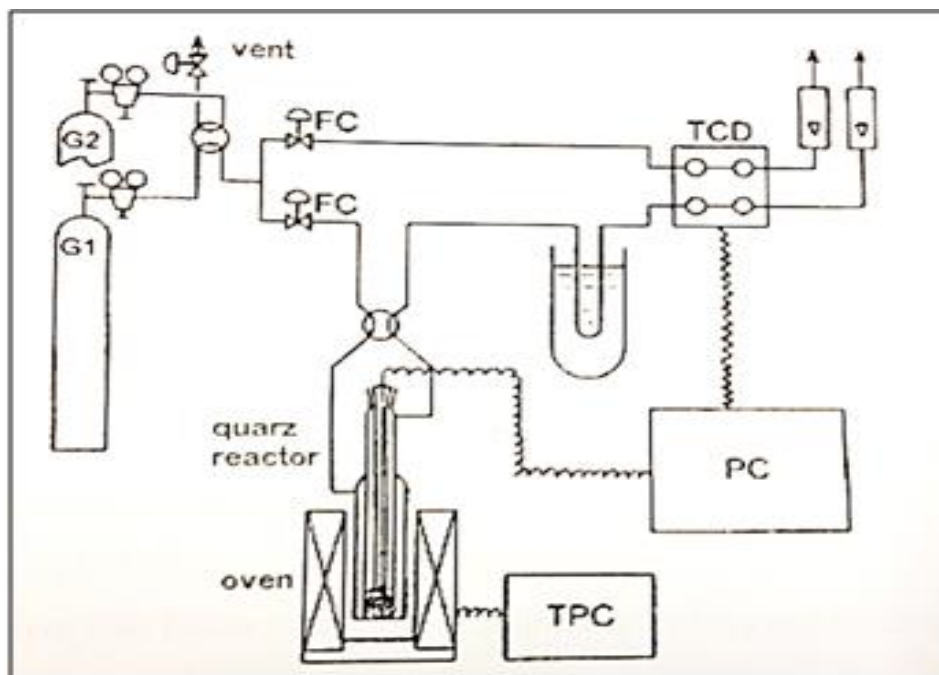 vent
G2
FC
TCD
G1
FC
quarz
reactor
PC
oven
TPC